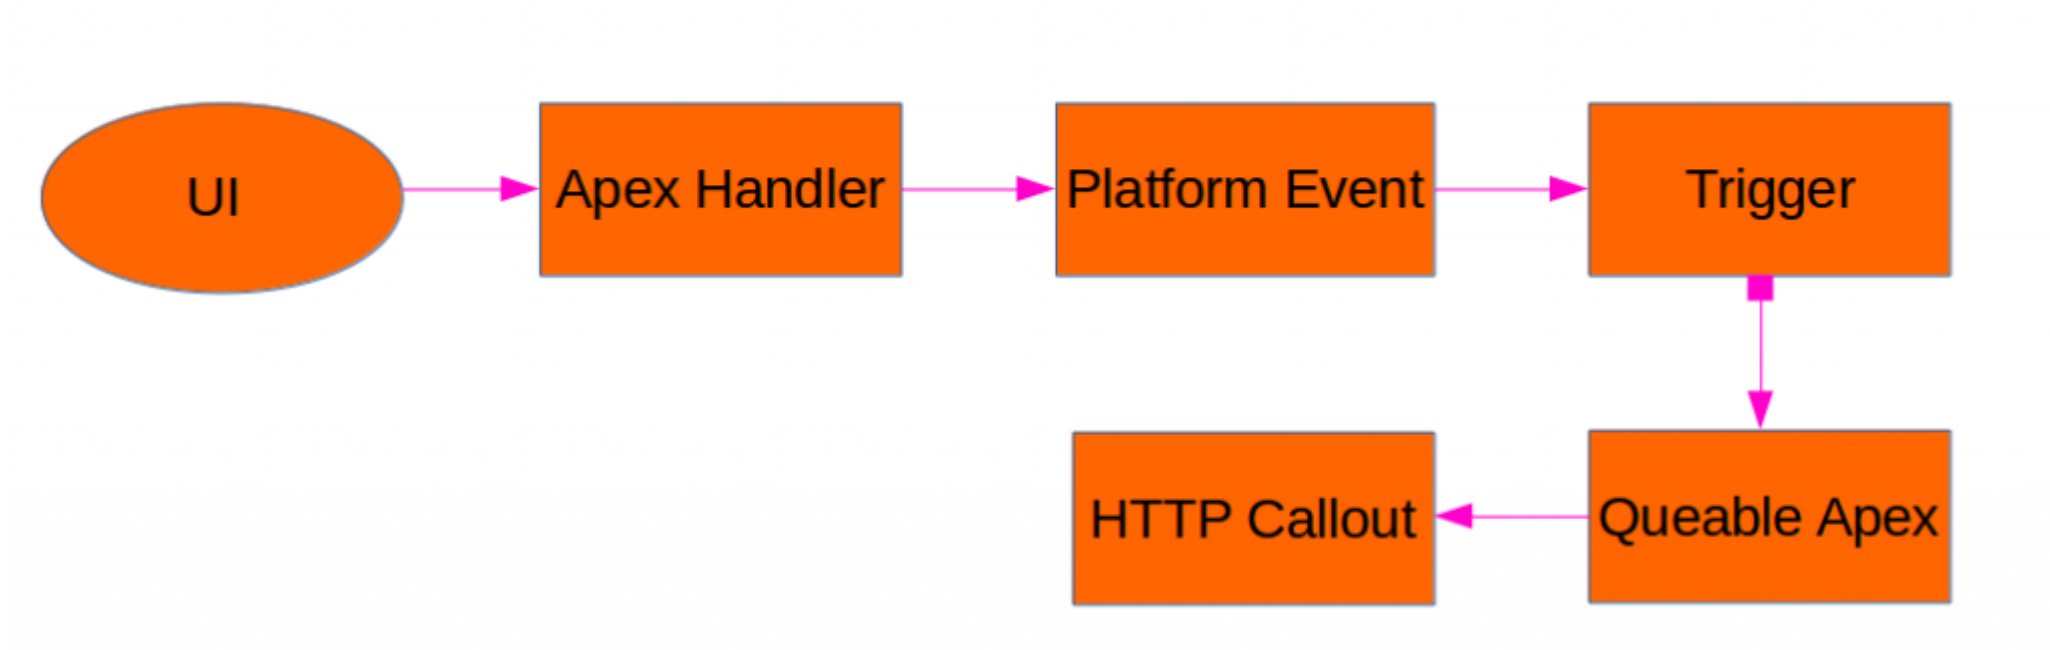 UI
Apex Handler
Platform Event
Trigger
Queable Apex
HTTP Callout